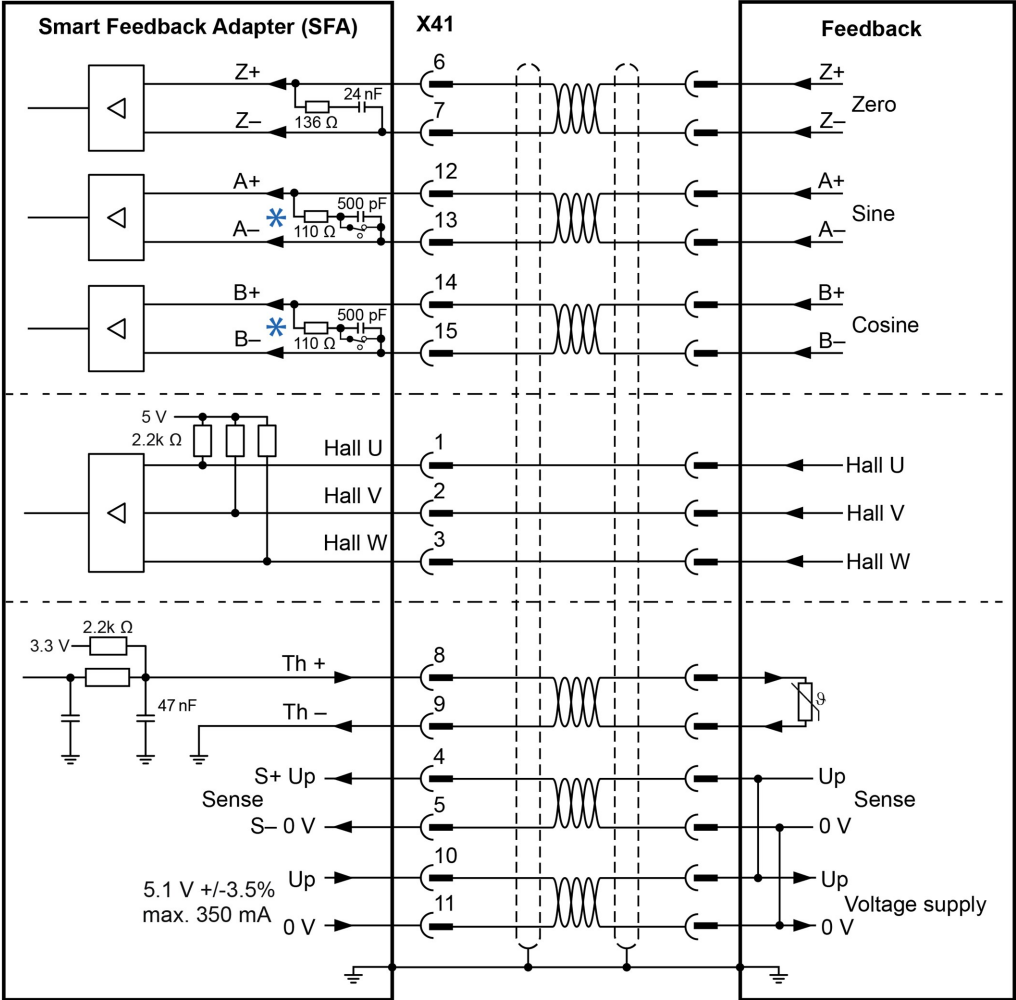 Smart Feedback Adapter (SFA)
X41
Feedback
Z+
6
Z+
24 nF
Zero
136 Ω
Z–
7
Z–
A+
12
A+
500 pF
Sine
*
110 Ω
A–
13
A–
B+
14
B+
500 pF
Cosine
*
110 Ω
B–
15
B–
5 V
2.2k Ω
Hall U
1
Hall U
Hall V
2
Hall V
Hall W
3
Hall W
2.2k Ω
3.3 V
Th +
8
47 nF
Th –
9
ϑ
S+ Up
4
Up
Sense
Sense
S– 0 V
5
0 V
5.1 V +/-3.5%
max. 350 mA
Up
10
Up
Voltage supply
0 V
11
0 V